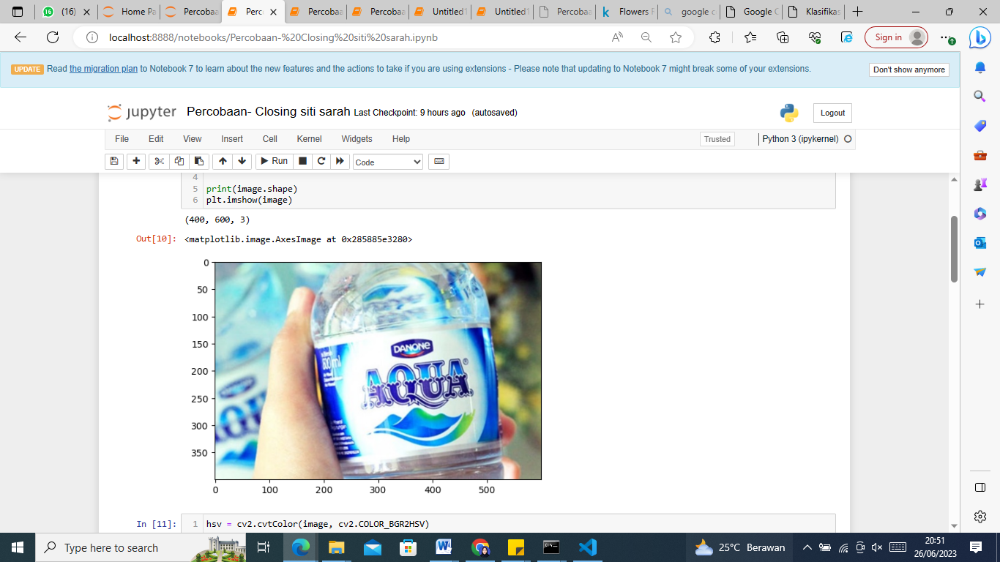 (16)
Home Pa
Percobaa
Perc
Percobaa
Percobaa
Untitled1
Untitled1
Percobaa
Flowers R
google c
Google C
Klasifikas
localhost:8888/notebooks/Percobaan-%20Closing%20siti%20sarah.ipynb
Sign in
UPDATE Read the migration plan to Notebook 7 to learn about the new features and the actions to take if you are using extensions - Please note that updating to Notebook 7 might break some of your extensions.
Don't show anymore
jupyter Percobaan- Closing siti sarah Last Checkpoint: 9 hours ago (autosaved)
Logout
File Edit View Insert Cell Kernel Widgets Help
Trusted
Python 3 (ipykernel)
Run
Code
4
5 print(image.shape)
6 plt.imshow(image)
(400, 600, 3)
Out[10]: <matplotlib.image.AxesImage at 0x285885e3280>
0
50
100
150
200
250
300
350
DANONE
AQUA
600 ml
0 100 200 300 400 500
In [11]: 1 hsv = cv2.cvtColor(image, cv2.COLOR_BGR2HSV)
Type here to search
25°C Berawan
20:51
26/06/2023